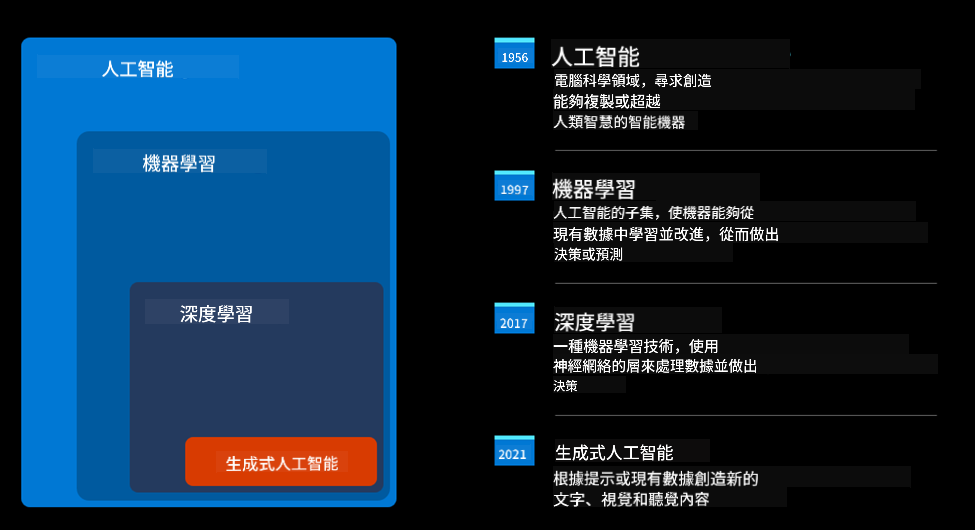 人工智能
機器學習
深度學習
生成式人工智能
1956
人工智能
電腦科學領域，尋求創造
能夠複製或超越
人類智慧的智能機器
1997
機器學習
人工智能的子集，使機器能夠從
現有數據中學習並改進，從而做出
決策或預測
2017
深度學習
一種機器學習技術，使用
神經網絡的層來處理數據並做出
決策
2021
生成式人工智能
根據提示或現有數據創造新的
文字、視覺和聽覺內容